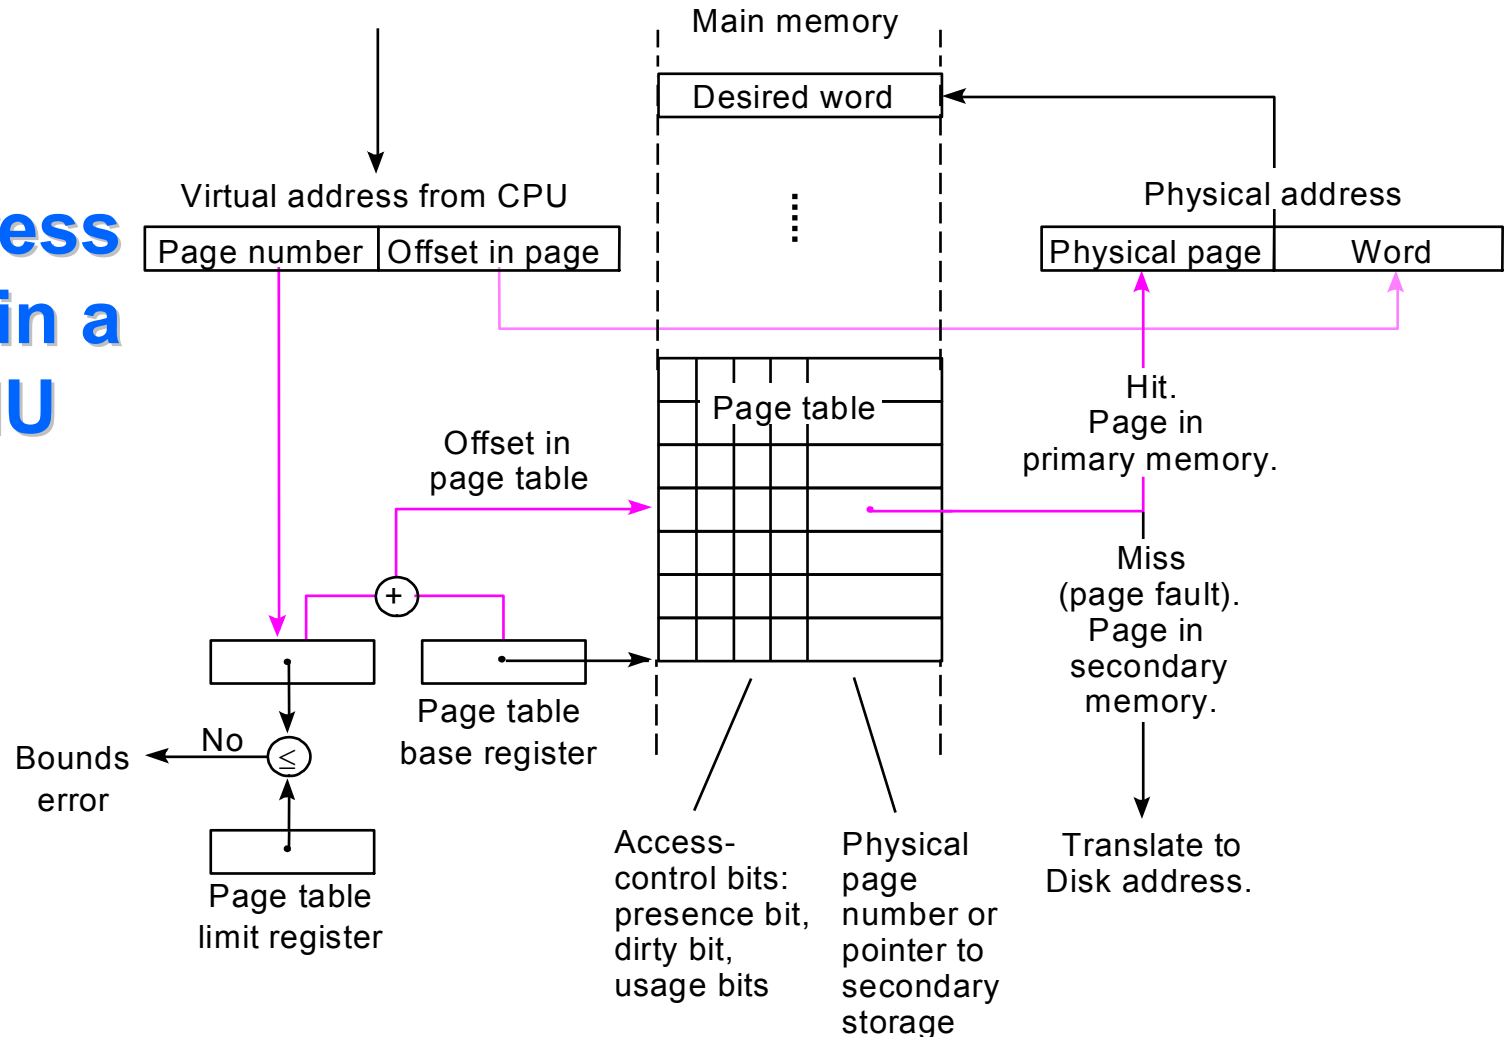 Main memory
Desired word
Virtual address from CPU
Page number
Offset in page
Physical address
Physical page
Word
in a
Page table
Offset in
page table
Hit.
Page in
primary memory.
+
Miss
(page fault).
Page in
secondary
memory.
Page table
base register
No
≤
Bounds
error
Page table
limit register
Access-
control bits:
presence bit,
dirty bit,
usage bits
Physical
page
number or
pointer to
secondary
storage
Translate to
Disk address.